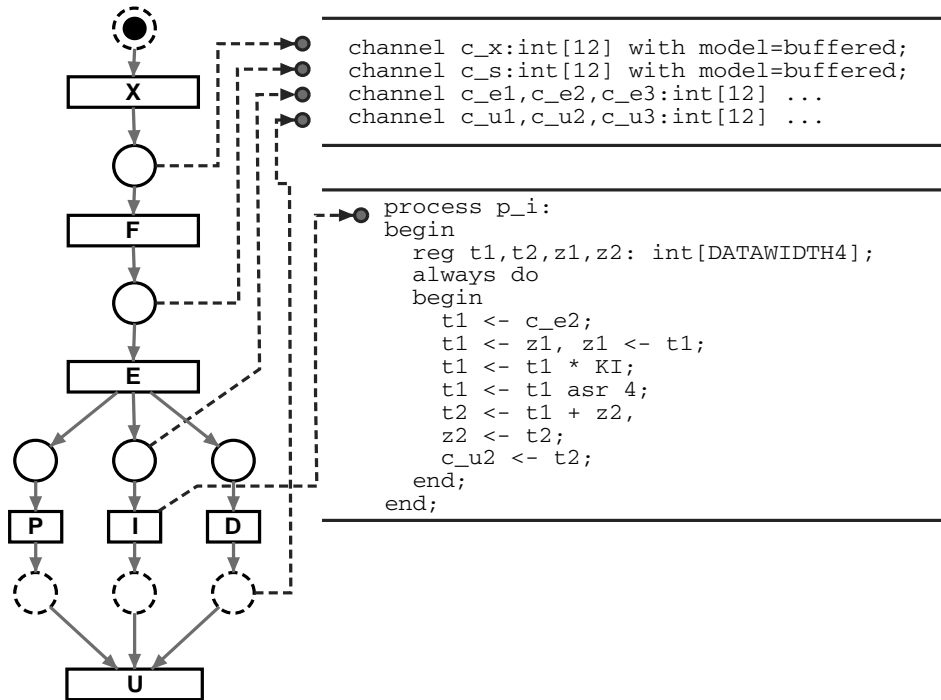 X
F
E
P
I
D
U
channel c_x:int[12] with model=buffered;
channel c_s:int[12] with model=buffered;
channel c_e1,c_e2,c_e3:int[12] ...
channel c_u1,c_u2,c_u3:int[12] ...
process p_i:
begin
  reg t1,t2,z1,z2: int[DATAWIDTH4];
  always do
  begin
    t1 <- c_e2;
    t1 <- z1, z1 <- t1;
    t1 <- t1 * KI;
    t1 <- t1 asr 4;
    t2 <- t1 + z2,
    z2 <- t2;
    c_u2 <- t2;
  end;
end;